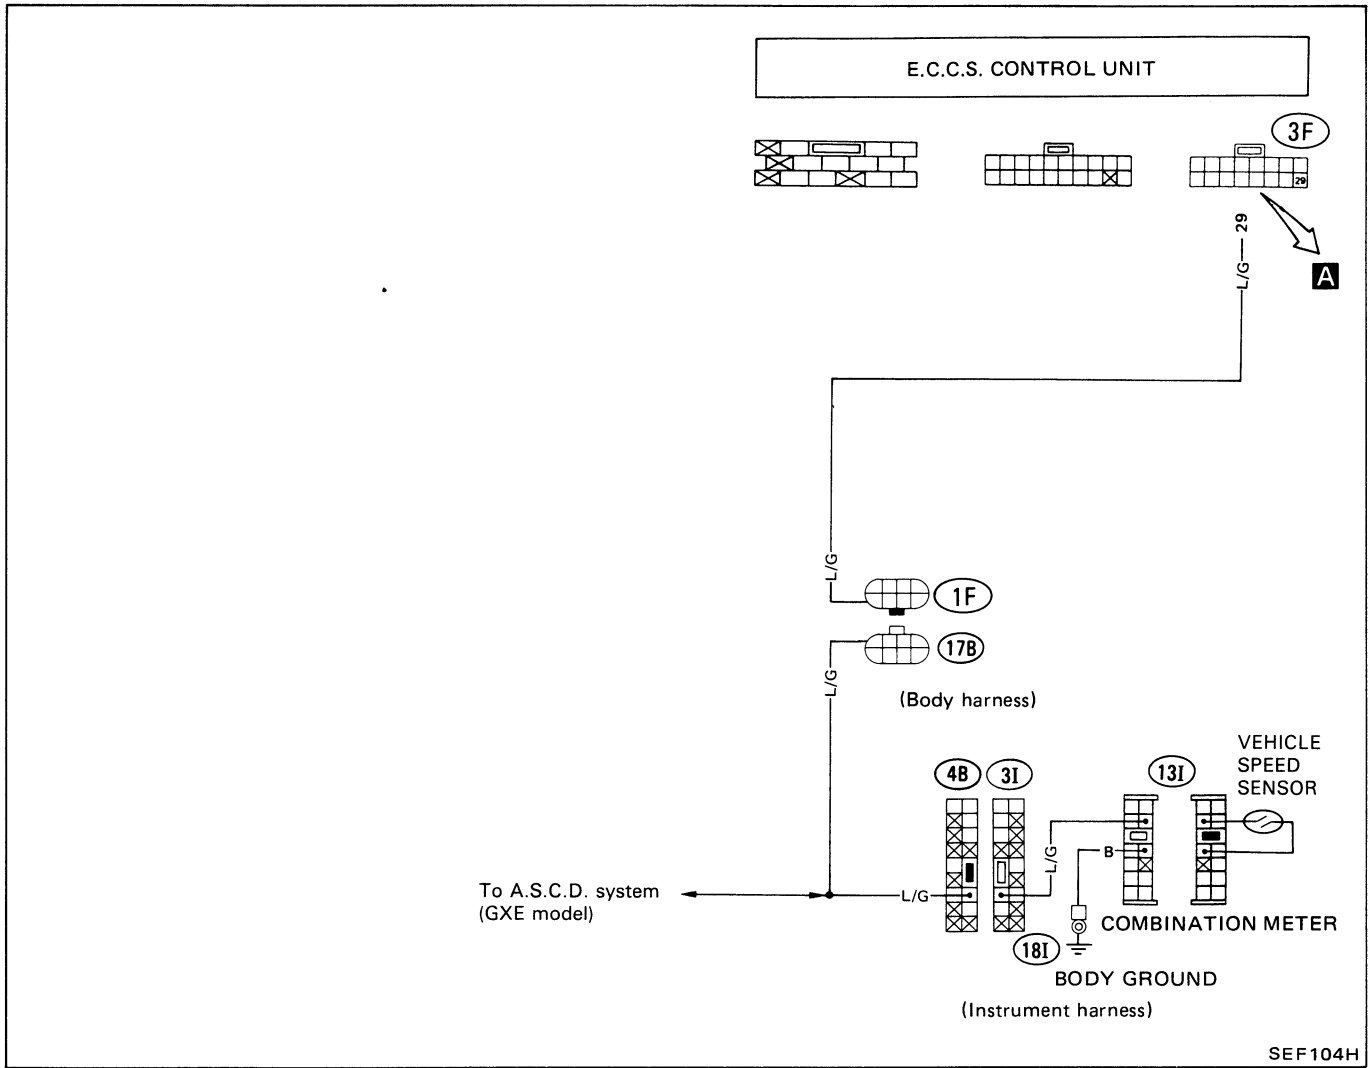 E.C.C.S. CONTROL UNIT
3F
29
29
L/G
A
L/G
1F
17B
L/G
(Body harness)
VEHICLE
SPEED
SENSOR
4B
3I
13I
L/G
B
To A.S.C.D. system
(GXE model)
L/G
COMBINATION METER
18I
BODY GROUND
(Instrument harness)
SEF104H